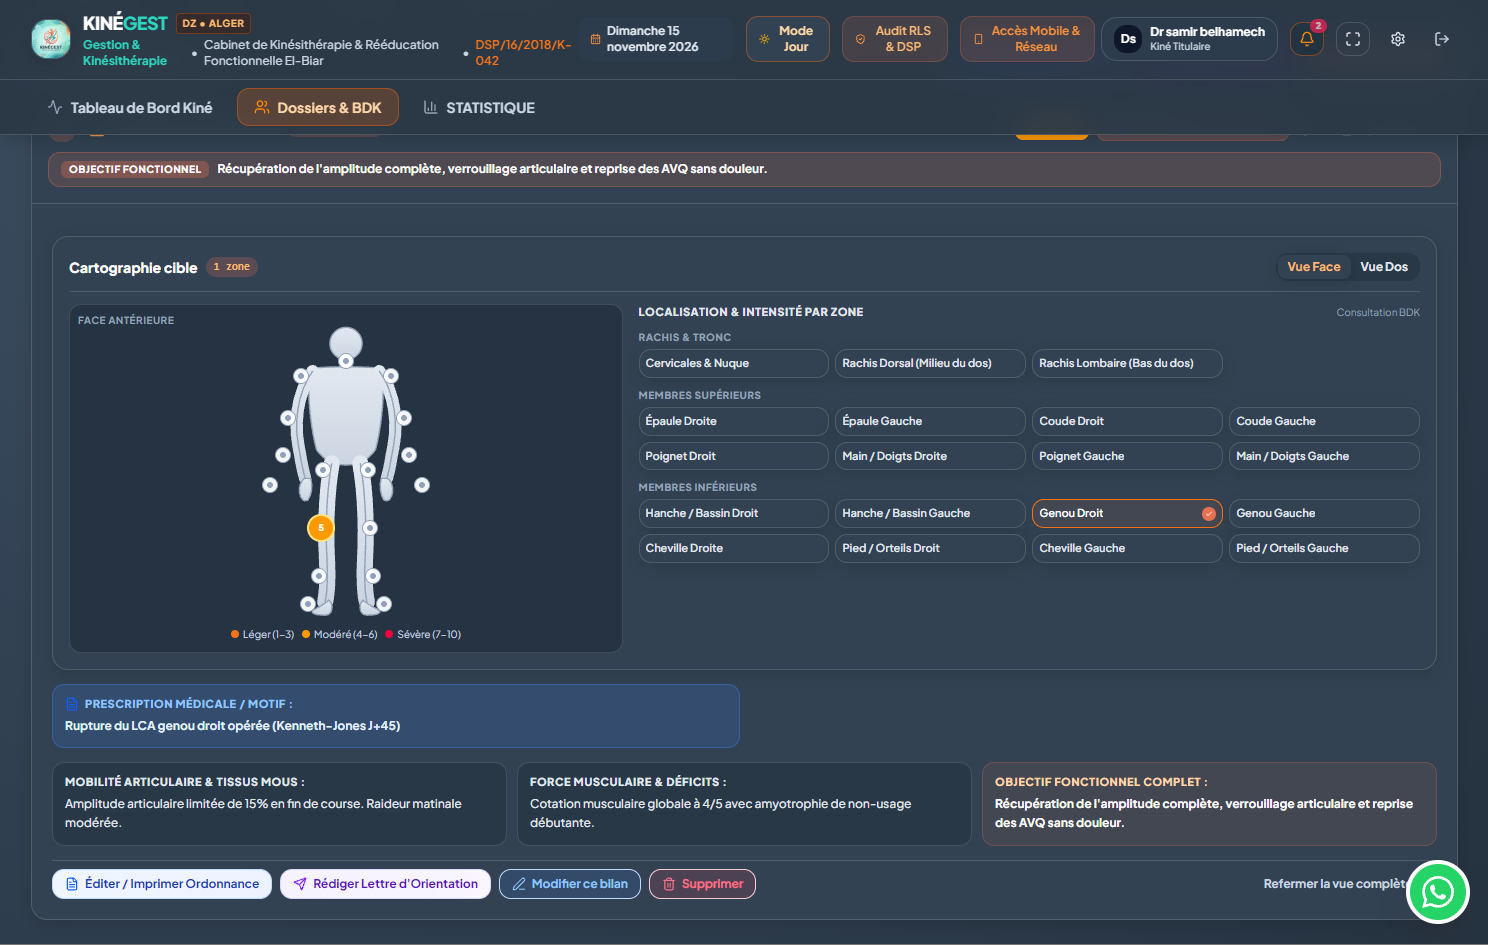 KINÉGEST
DZ ● ALGER
Gestion & Kinésithérapie
● Cabinet de Kinésithérapie & Rééducation Fonctionnelle El-Biar
● DSP/16/2018/K-042
Dimanche 15 novembre 2026
Mode Jour
Audit RLS & DSP
Accès Mobile & Réseau
Ds
Dr samir belhamech
Kiné Titulaire
2
Tableau de Bord Kiné
Dossiers & BDK
STATISTIQUE
OBJECTIF FONCTIONNEL
Récupération de l'amplitude complète, verrouillage articulaire et reprise des AVQ sans douleur.
Cartographie cible
1 zone
Vue Face
Vue Dos
FACE ANTÉRIEURE
5
Léger (1-3)
Modéré (4-6)
Sévère (7-10)
LOCALISATION & INTENSITÉ PAR ZONE
Consultation BDK
RACHIS & TRONC
Cervicales & Nuque
Rachis Dorsal (Milieu du dos)
Rachis Lombaire (Bas du dos)
MEMBRES SUPÉRIEURS
Épaule Droite
Épaule Gauche
Coude Droit
Coude Gauche
Poignet Droit
Main / Doigts Droite
Poignet Gauche
Main / Doigts Gauche
MEMBRES INFÉRIEURS
Hanche / Bassin Droit
Hanche / Bassin Gauche
Genou Droit
Genou Gauche
Cheville Droite
Pied / Orteils Droit
Cheville Gauche
Pied / Orteils Gauche
PRESCRIPTION MÉDICALE / MOTIF :
Rupture du LCA genou droit opérée (Kenneth-Jones J+45)
MOBILITÉ ARTICULAIRE & TISSUS MOUS :
Amplitude articulaire limitée de 15% en fin de course. Raideur matinale
modérée.
FORCE MUSCULAIRE & DÉFICITS :
Cotation musculaire globale à 4/5 avec amyotrophie de non-usage
débutante.
OBJECTIF FONCTIONNEL COMPLET :
Récupération de l'amplitude complète, verrouillage articulaire et reprise
des AVQ sans douleur.
Éditer / Imprimer Ordonnance
Rédiger Lettre d'Orientation
Modifier ce bilan
Supprimer
Refermer la vue complèt